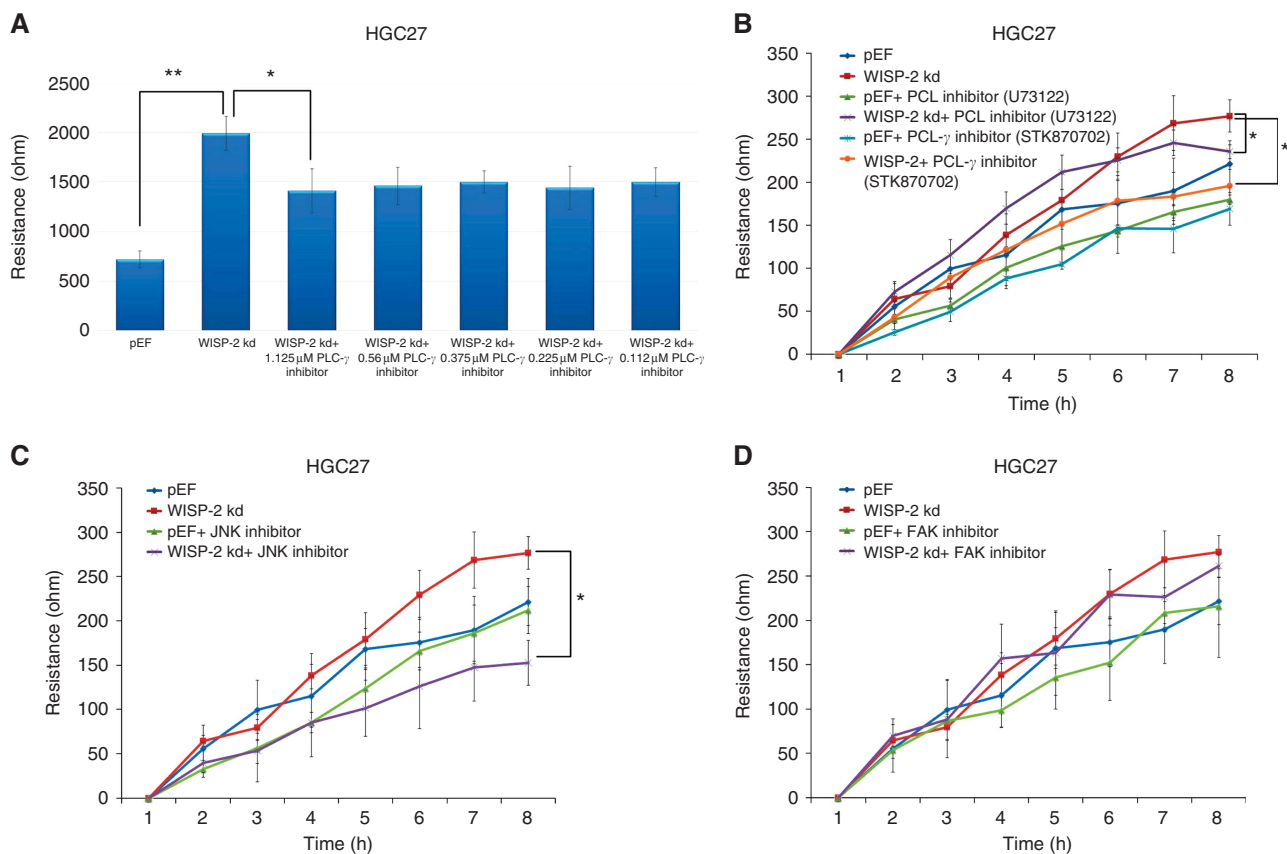 A
HGC27
**
*
2500
2000
1500
1000
500
0
Resistance (ohm)
pEF
WISP-2 kd
WISP-2 kd+
1.125 μM PLC-γ
inhibitor
WISP-2 kd+
0.56 μM PLC-γ
inhibitor
WISP-2 kd+
0.375 μM PLC-γ
inhibitor
WISP-2 kd+
0.225 μM PLC-γ
inhibitor
WISP-2 kd+
0.112 μM PLC-γ
inhibitor
B
HGC27
350
300
250
200
150
100
50
0
Resistance (ohm)
pEF
WISP-2 kd
pEF+ PCL inhibitor (U73122)
WISP-2 kd+ PCL inhibitor (U73122)
pEF+ PCL-γ inhibitor (STK870702)
WISP-2+ PCL-γ inhibitor
(STK870702)
*
*
1 2 3 4 5 6 7 8
Time (h)
C
HGC27
350
300
250
200
150
100
50
0
Resistance (ohm)
pEF
WISP-2 kd
pEF+ JNK inhibitor
WISP-2 kd+ JNK inhibitor
*
1 2 3 4 5 6 7 8
Time (h)
D
HGC27
350
300
250
200
150
100
50
0
Resistance (ohm)
pEF
WISP-2 kd
pEF+ FAK inhibitor
WISP-2 kd+ FAK inhibitor
1 2 3 4 5 6 7 8
Time (h)